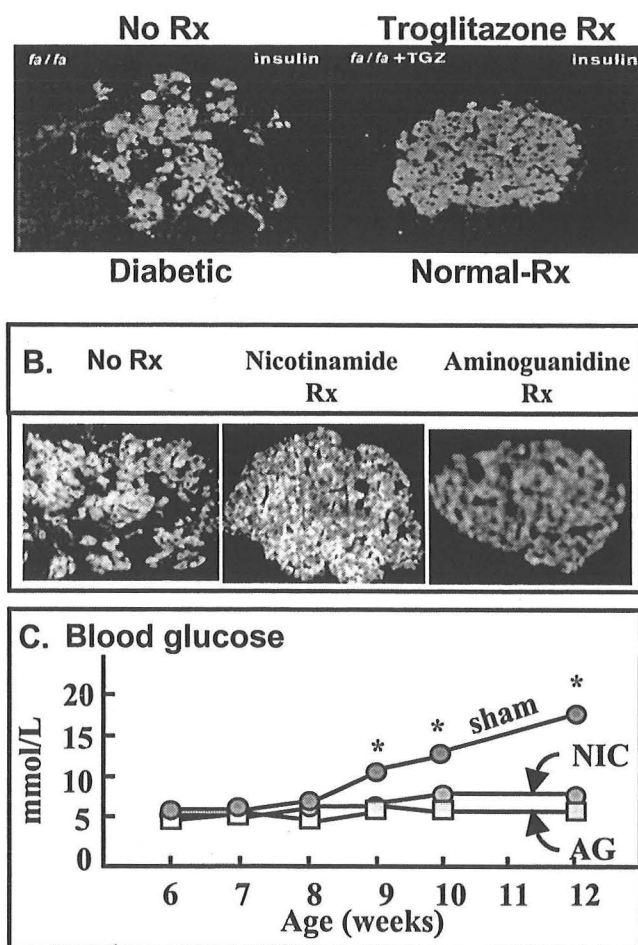 No Rx Troglitazone Rx
fa/fa insulin fa/fa +TGZ insulin
Diabetic Normal-Rx
B. No Rx Nicotinamide Rx Aminoguanidine Rx
C. Blood glucose
mmol/L
20
15
10
5
0
* * *
sham
NIC
AG
6 7 8 9 10 11 12
Age (weeks)